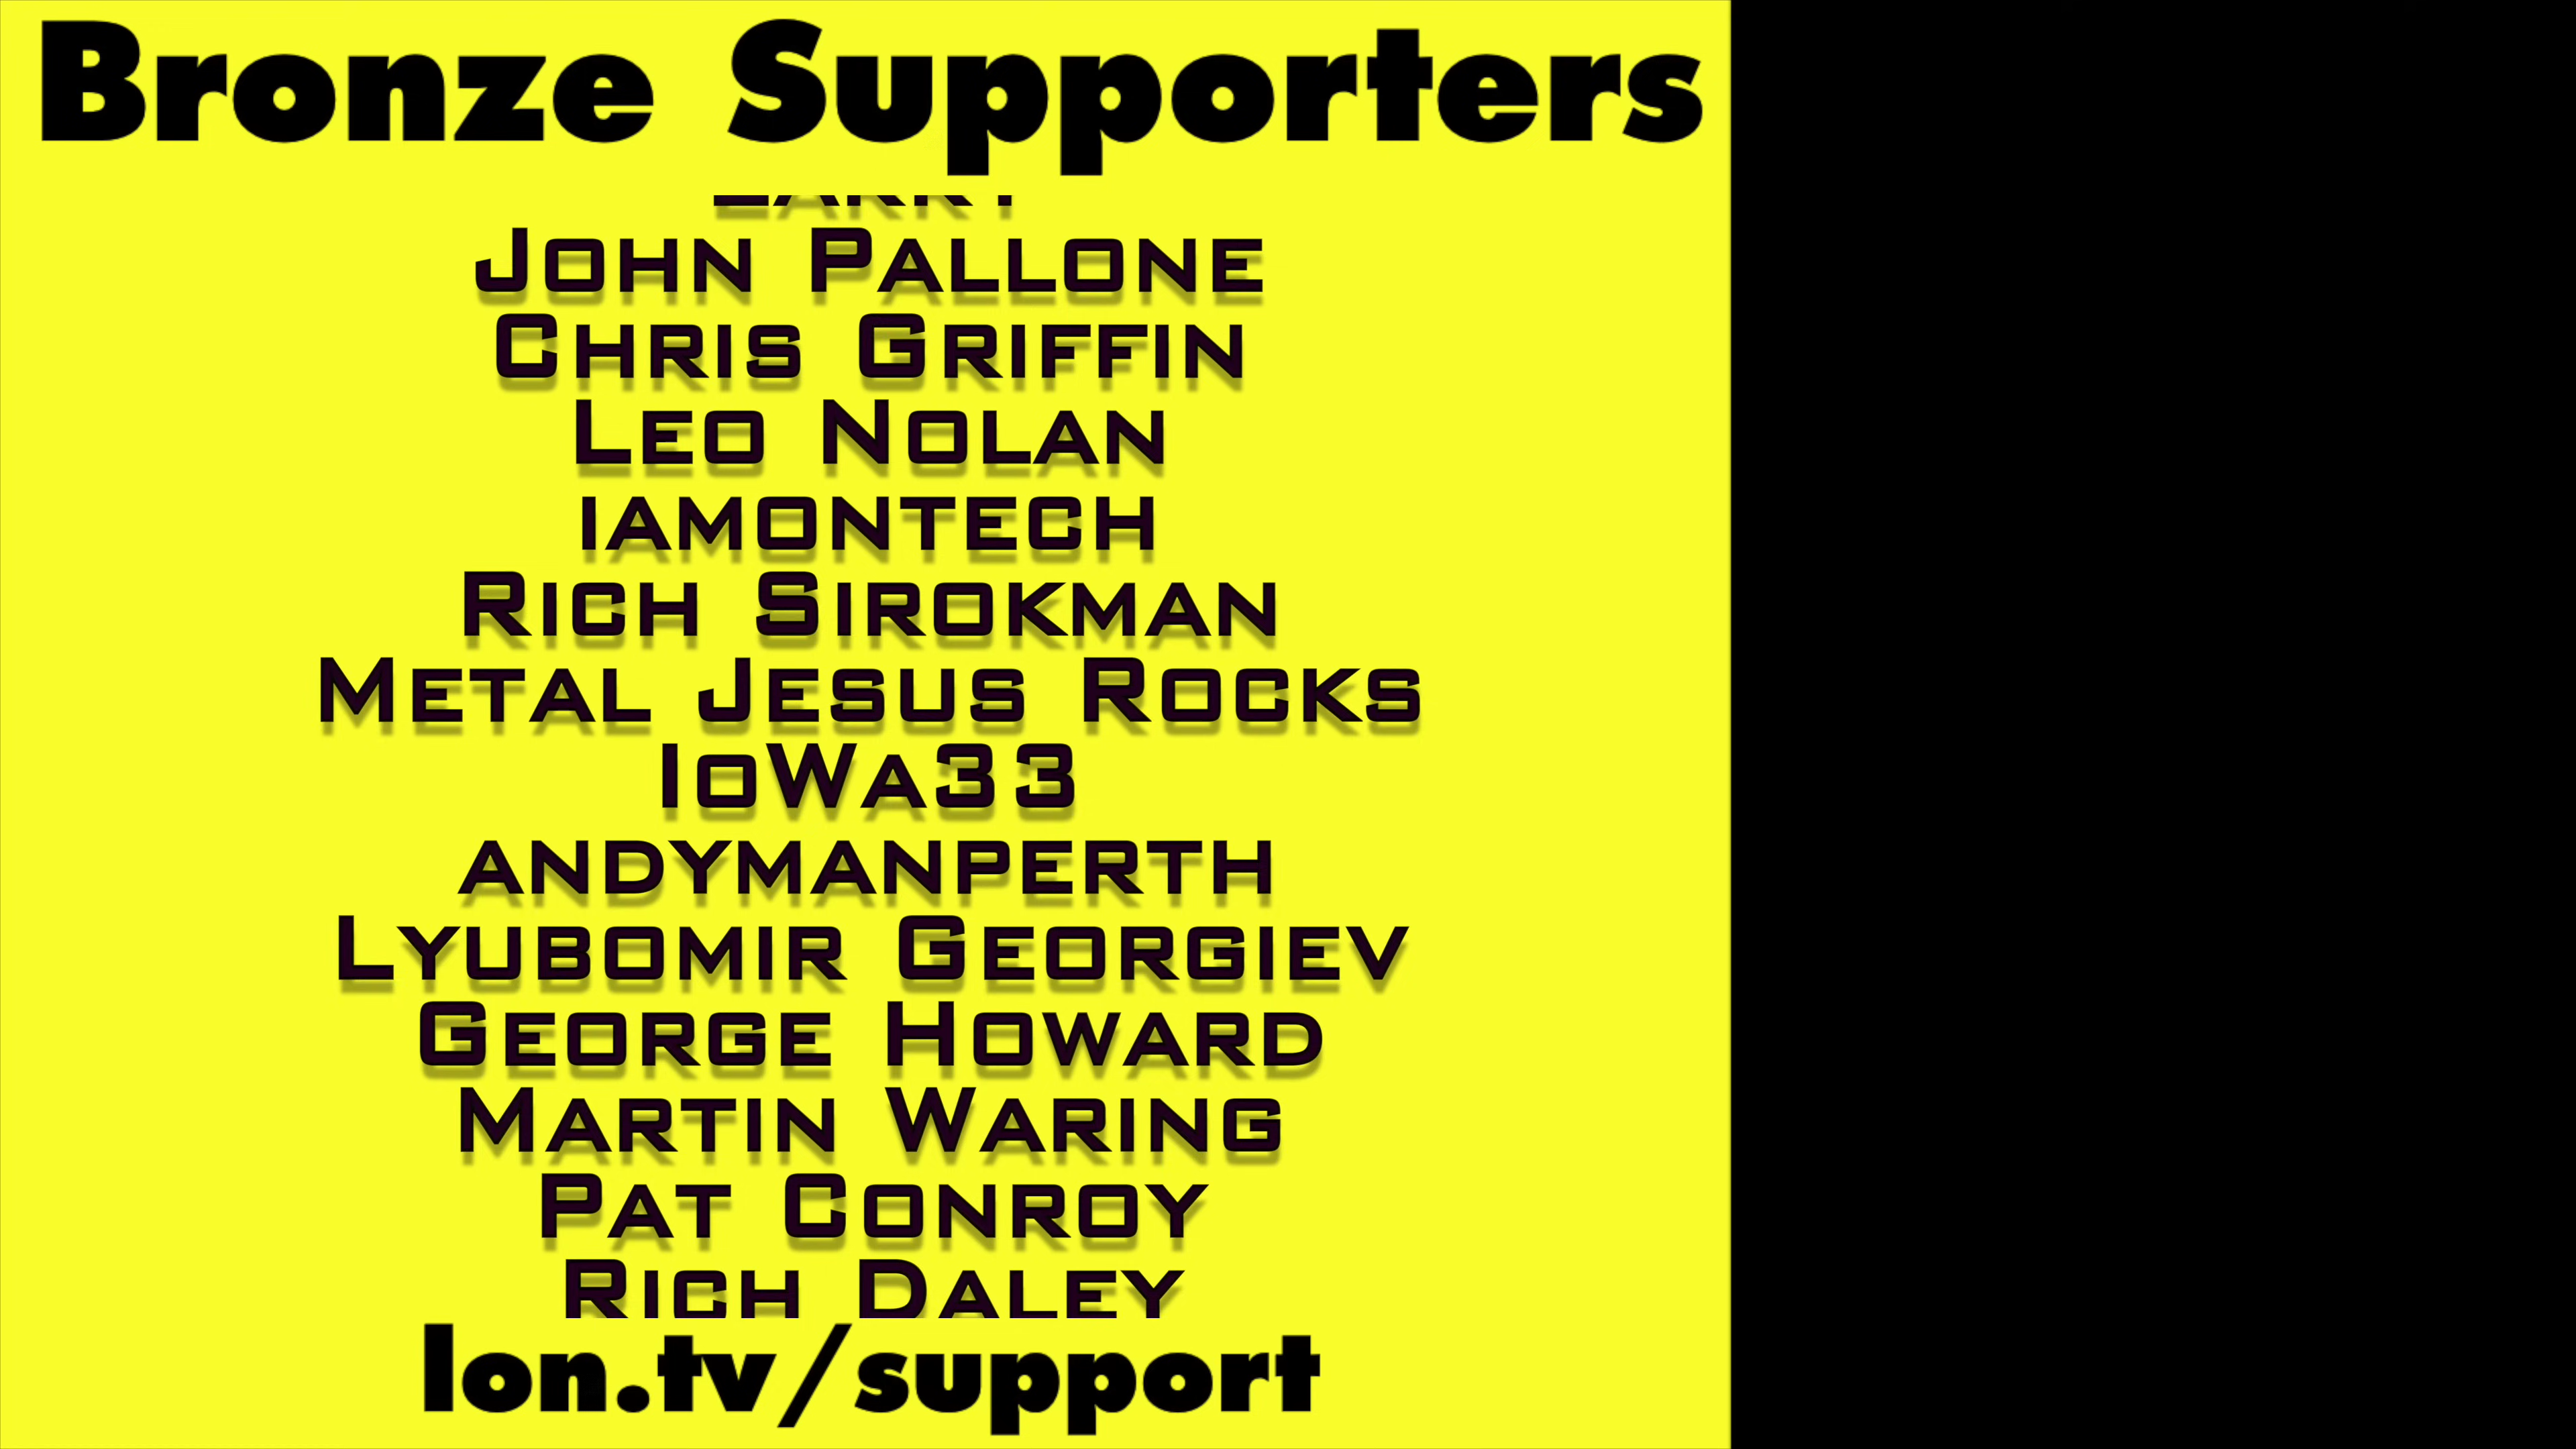 Bronze Supporters
John Pallone
Chris Griffin
Leo Nolan
iamontech
Rich Sirokman
Metal Jesus Rocks
IoWa33
andymanperth
Lyubomir Georgiev
George Howard
Martin Waring
Pat Conroy
Rich Daley
lon.tv/support